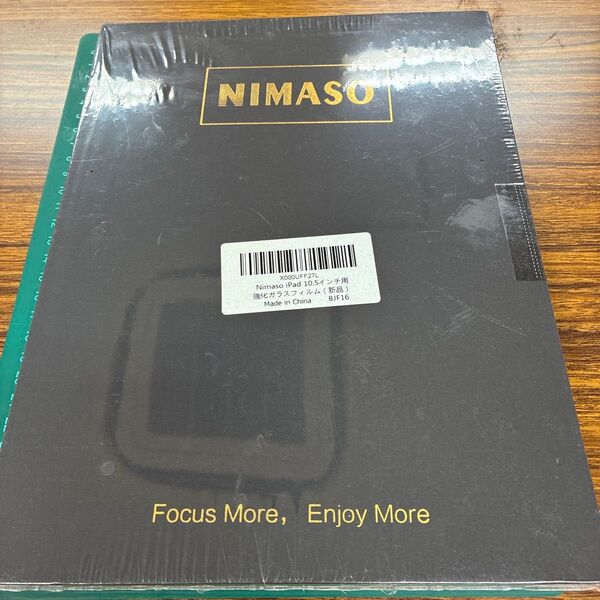 NIMASO
X000UFF27L
Nimaso iPad 10.5インチ用
強化ガラスフィルム ( 新品 )
Made in China BJF16
Focus More, Enjoy More